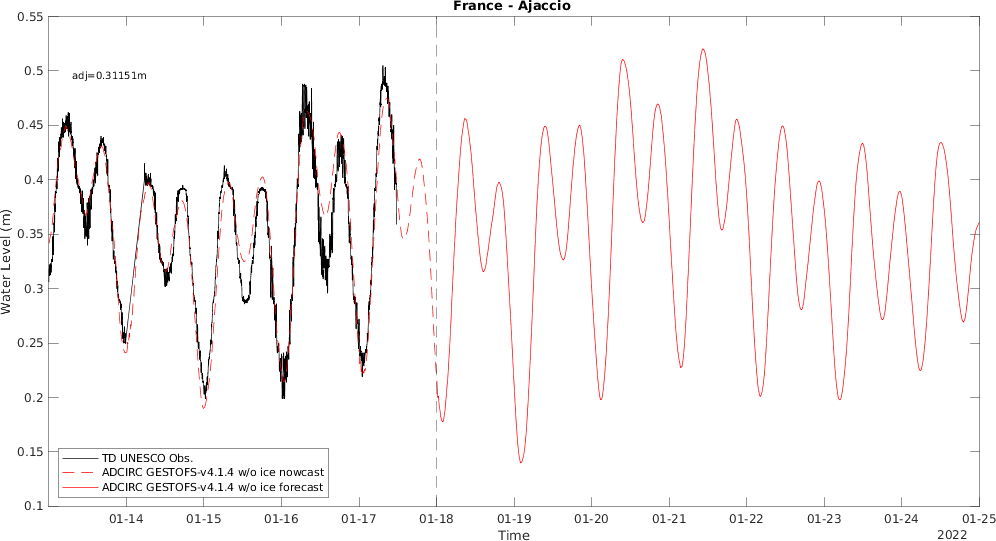 France - Ajaccio
0.55
0.5
0.45
0.4
0.35
0.3
0.25
0.2
0.15
0.1
Water Level (m)
adj=0.31151m
TD UNESCO Obs.
ADCIRC GESTOFS-v4.1.4 w/o ice nowcast
ADCIRC GESTOFS-v4.1.4 w/o ice forecast
01-14 01-15 01-16 01-17 01-18 01-19 01-20 01-21 01-22 01-23 01-24 01-25
Time
2022